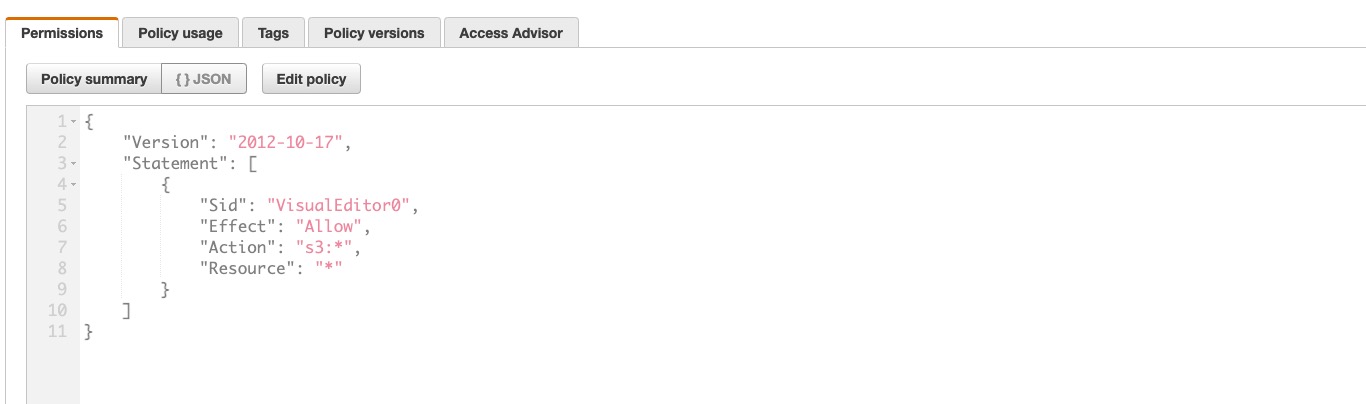 Permissions Policy usage Tags Policy versions Access Advisor
Policy summary { } JSON Edit policy
1 {
2 "Version": "2012-10-17",
3 "Statement": [
4 {
5 "Sid": "VisualEditor0",
6 "Effect": "Allow",
7 "Action": "s3:*",
8 "Resource": "*"
9 }
10 ]
11 }